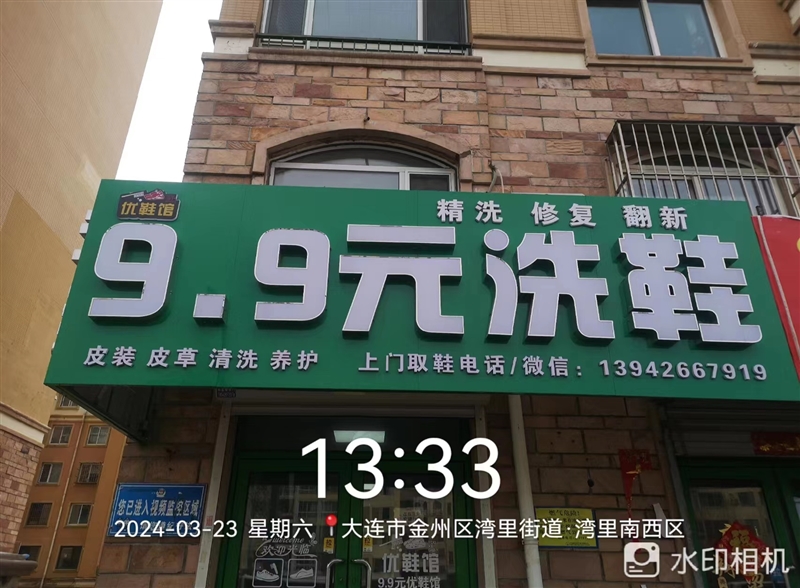 优鞋馆
精洗 修复 翻新
9.9元洗鞋
皮装 皮草 清洗 养护 上门取鞋电话/微信：13942667919
13:33
您已进入视频监控区域
2024-03-23 星期六 大连市金州区湾里街道·湾里南西区
欢迎光临
优鞋馆
9.9元优鞋馆
水印相机